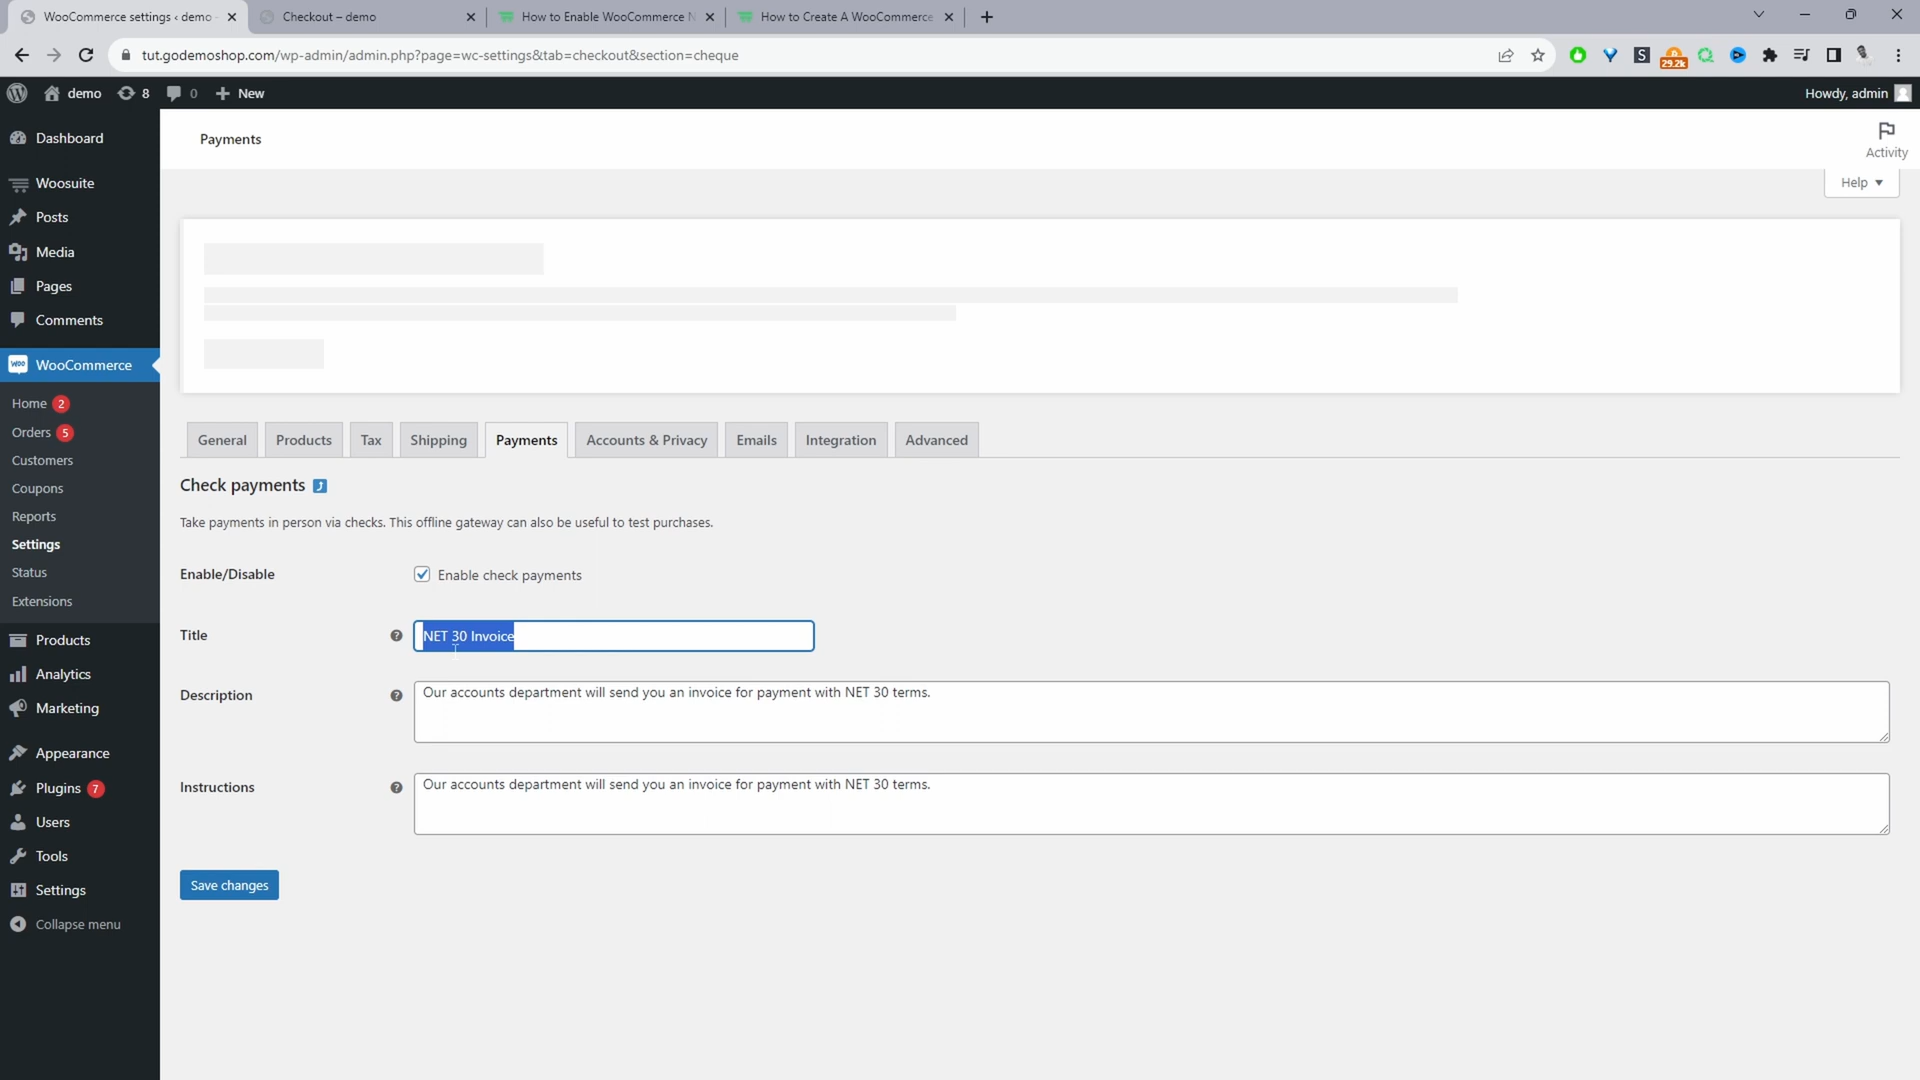 WooCommerce settings ‹ demo
Checkout – demo
How to Enable WooCommerce N
How to Create A WooCommerce
tut.godemoshop.com/wp-admin/admin.php?page=wc-settings&tab=checkout&section=cheque
S
29.2k
demo
8
0
New
Howdy, admin
Dashboard
Woosuite
Posts
Media
Pages
Comments
Woo WooCommerce
Home 2
Orders 5
Customers
Coupons
Reports
Settings
Status
Extensions
Products
Analytics
Marketing
Appearance
Plugins 7
Users
Tools
Settings
Collapse menu
Payments
Activity
Help
General
Products
Tax
Shipping
Payments
Accounts & Privacy
Emails
Integration
Advanced
Check payments
Take payments in person via checks. This offline gateway can also be useful to test purchases.
Enable/Disable
Enable check payments
Title
?
NET 30 Invoice
Description
?
Our accounts department will send you an invoice for payment with NET 30 terms.
Instructions
?
Our accounts department will send you an invoice for payment with NET 30 terms.
Save changes